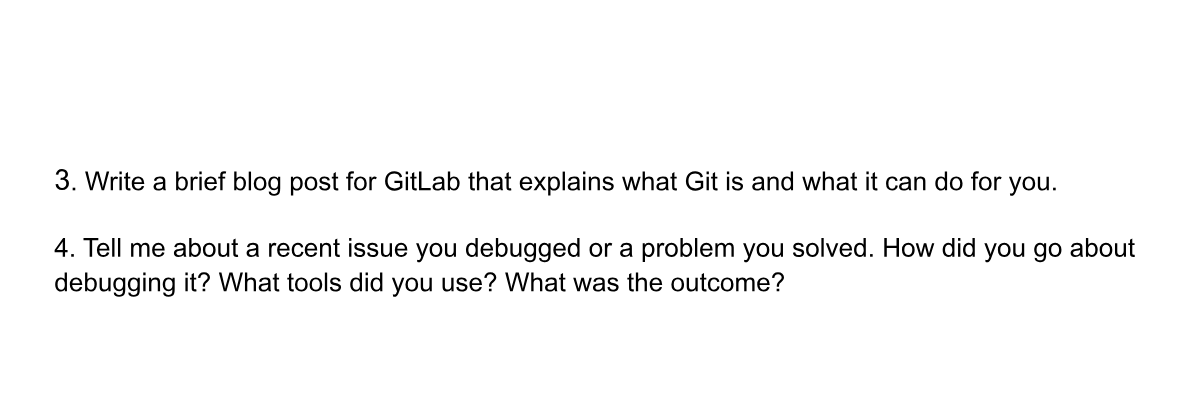 3. Write a brief blog post for GitLab that explains what Git is and what it can do for you.
4. Tell me about a recent issue you debugged or a problem you solved. How did you go about
debugging it? What tools did you use? What was the outcome?